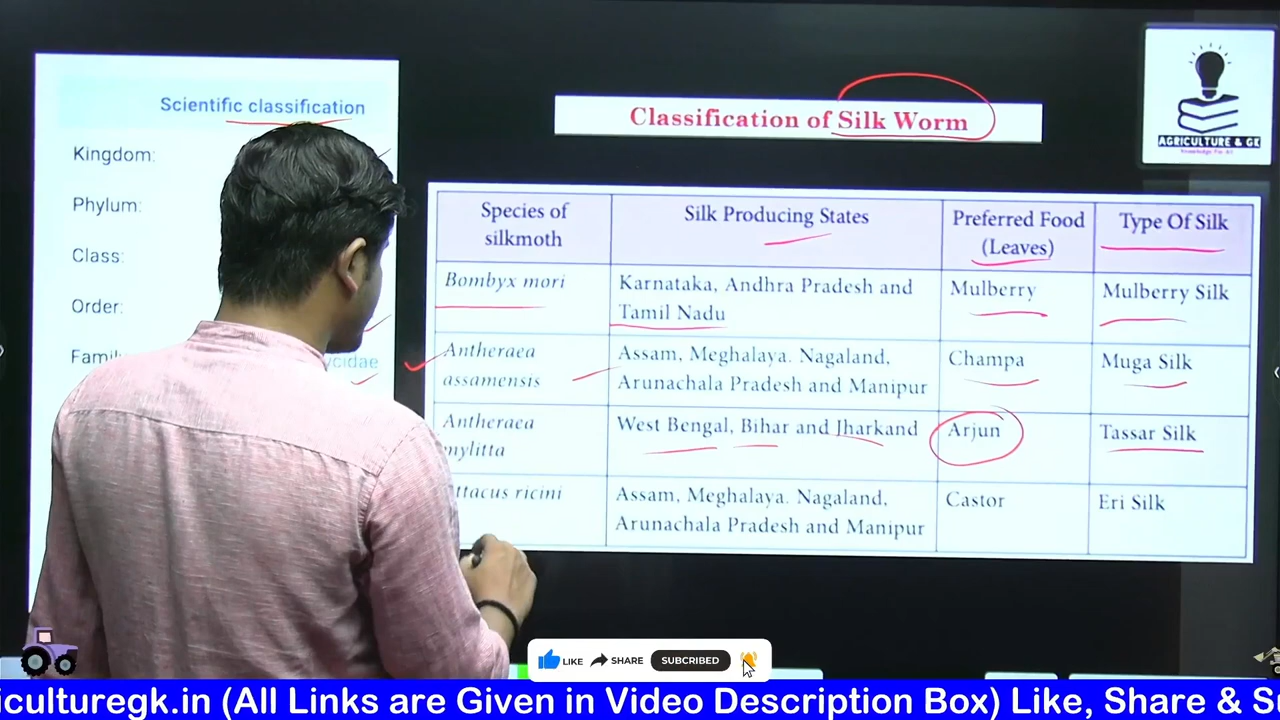 Scientific classification
Kingdom:
Phylum:
Class:
Order:
Classification of Silk Worm
AGRICULTURE & GK
Species of silkmoth | Silk Producing States | Preferred Food (Leaves) | Type Of Silk
Bombyx mori | Karnataka, Andhra Pradesh and Tamil Nadu | Mulberry | Mulberry Silk
Antheraea assamensis | Assam, Meghalaya. Nagaland, Arunachala Pradesh and Manipur | Champa | Muga Silk
Antheraea | West Bengal, Bihar and Jharkand | Arjun | Tassar Silk
ricini | Assam, Meghalaya. Nagaland, Arunachala Pradesh and Manipur | Castor | Eri Silk
LIKE SHARE SUBCRIBED
iculturegk.in (All Links are Given in Video Description Box) Like, Share &